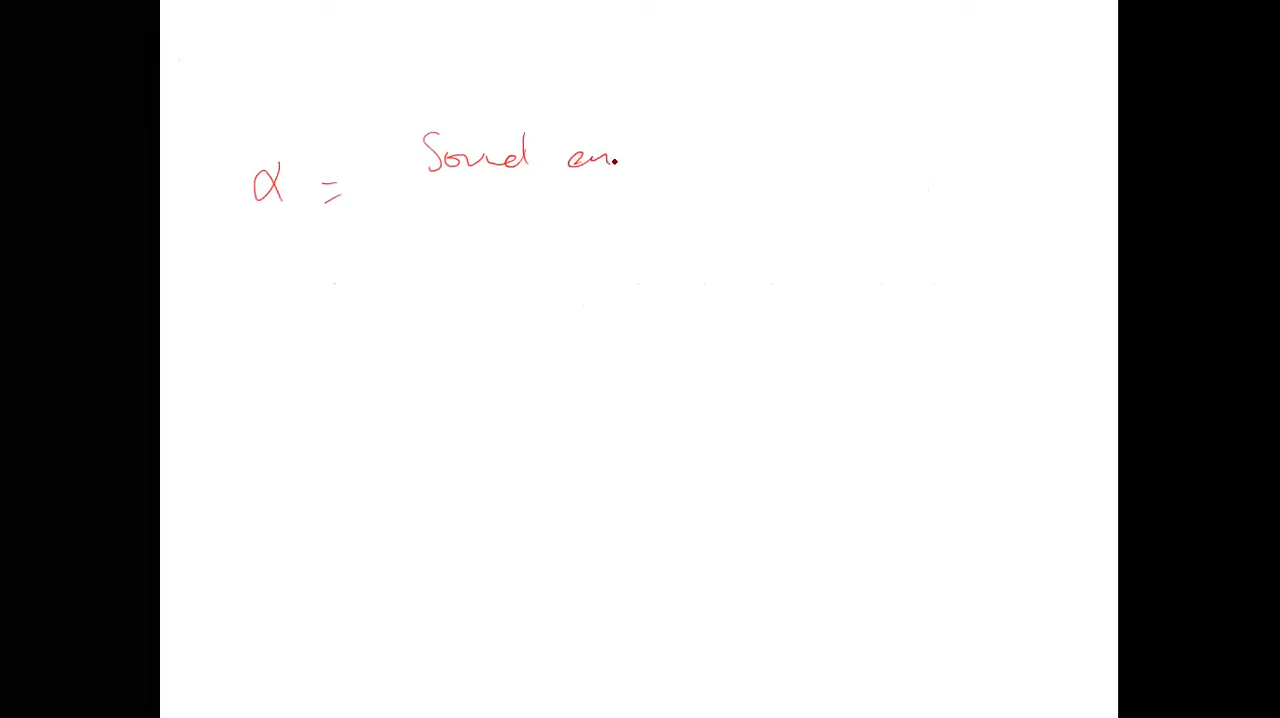 α = Sound en